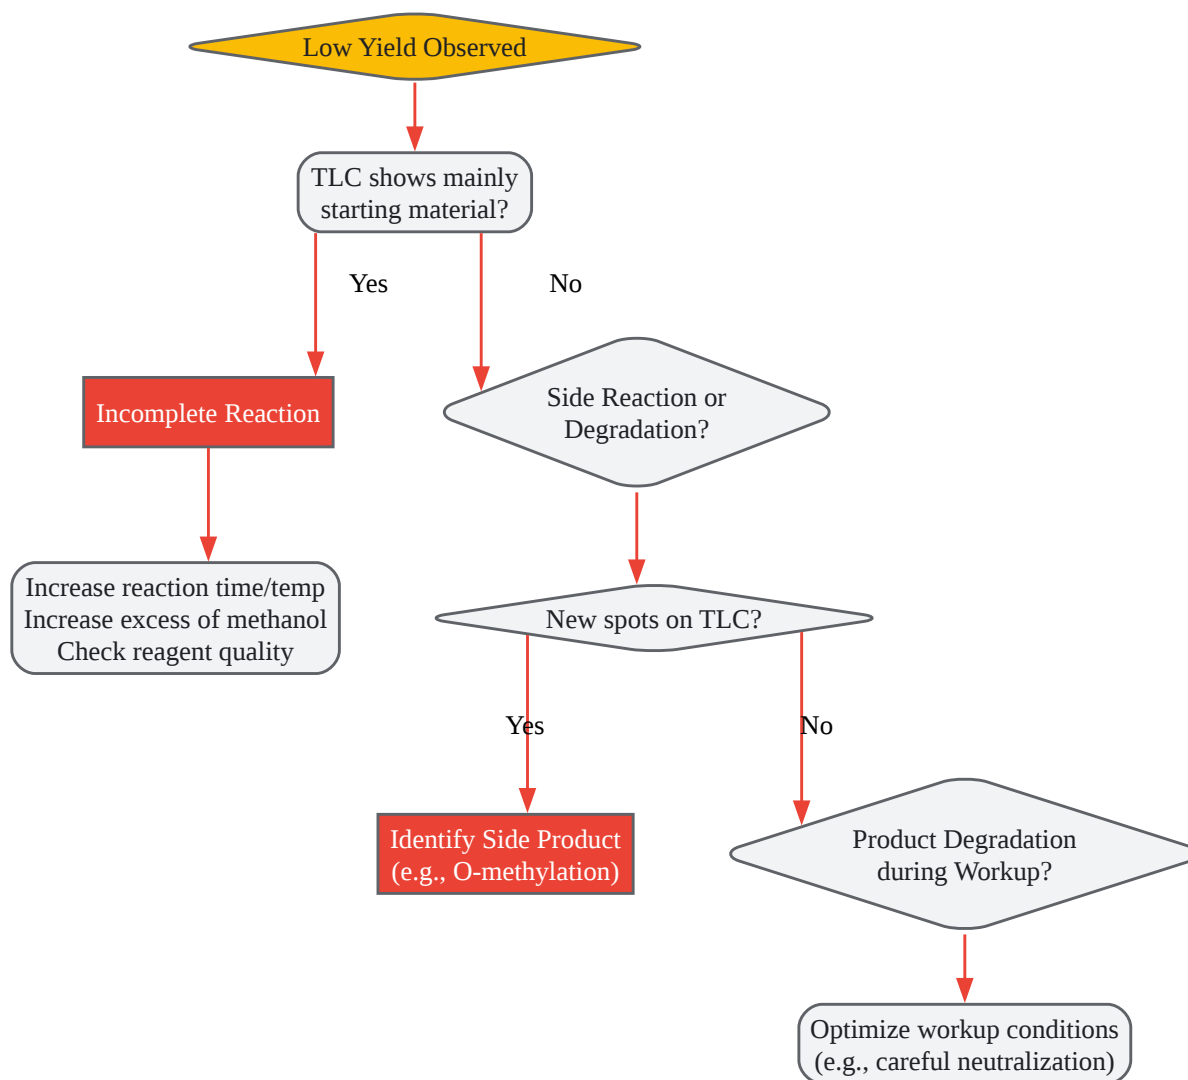 Low Yield Observed
TLC shows mainly
starting material?
Yes
No
Incomplete Reaction
Side Reaction or
Degradation?
Increase reaction time/temp
Increase excess of methanol
Check reagent quality
New spots on TLC?
Yes
No
Identify Side Product
(e.g., O-methylation)
Product Degradation
during Workup?
Optimize workup conditions
(e.g., careful neutralization)